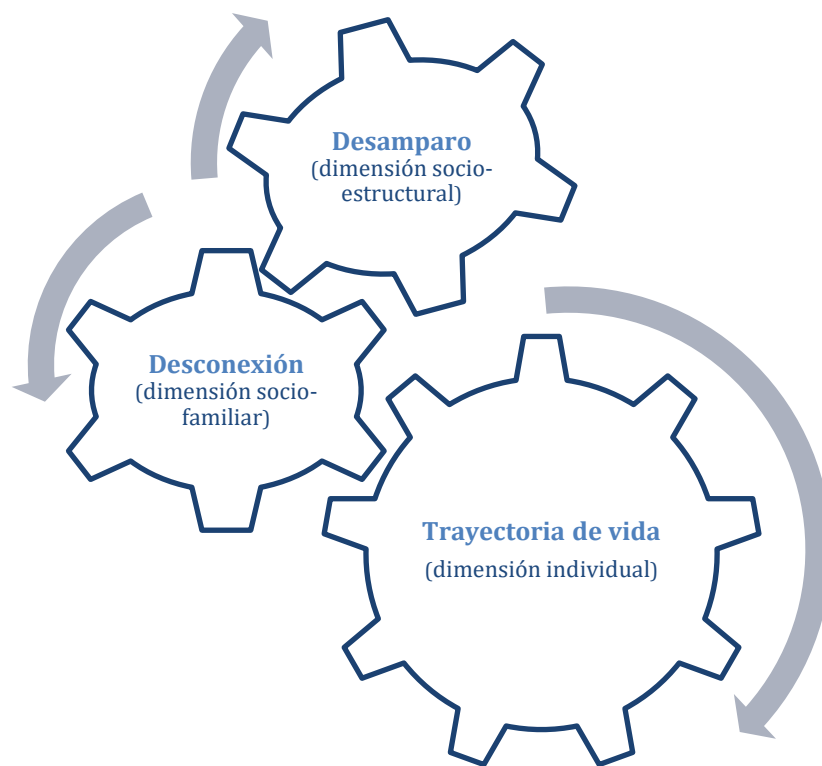 Desamparo
(dimensión socio-
estructural)
Desconexión
(dimensión socio-
familiar)
Trayectoria de vida
(dimensión individual)